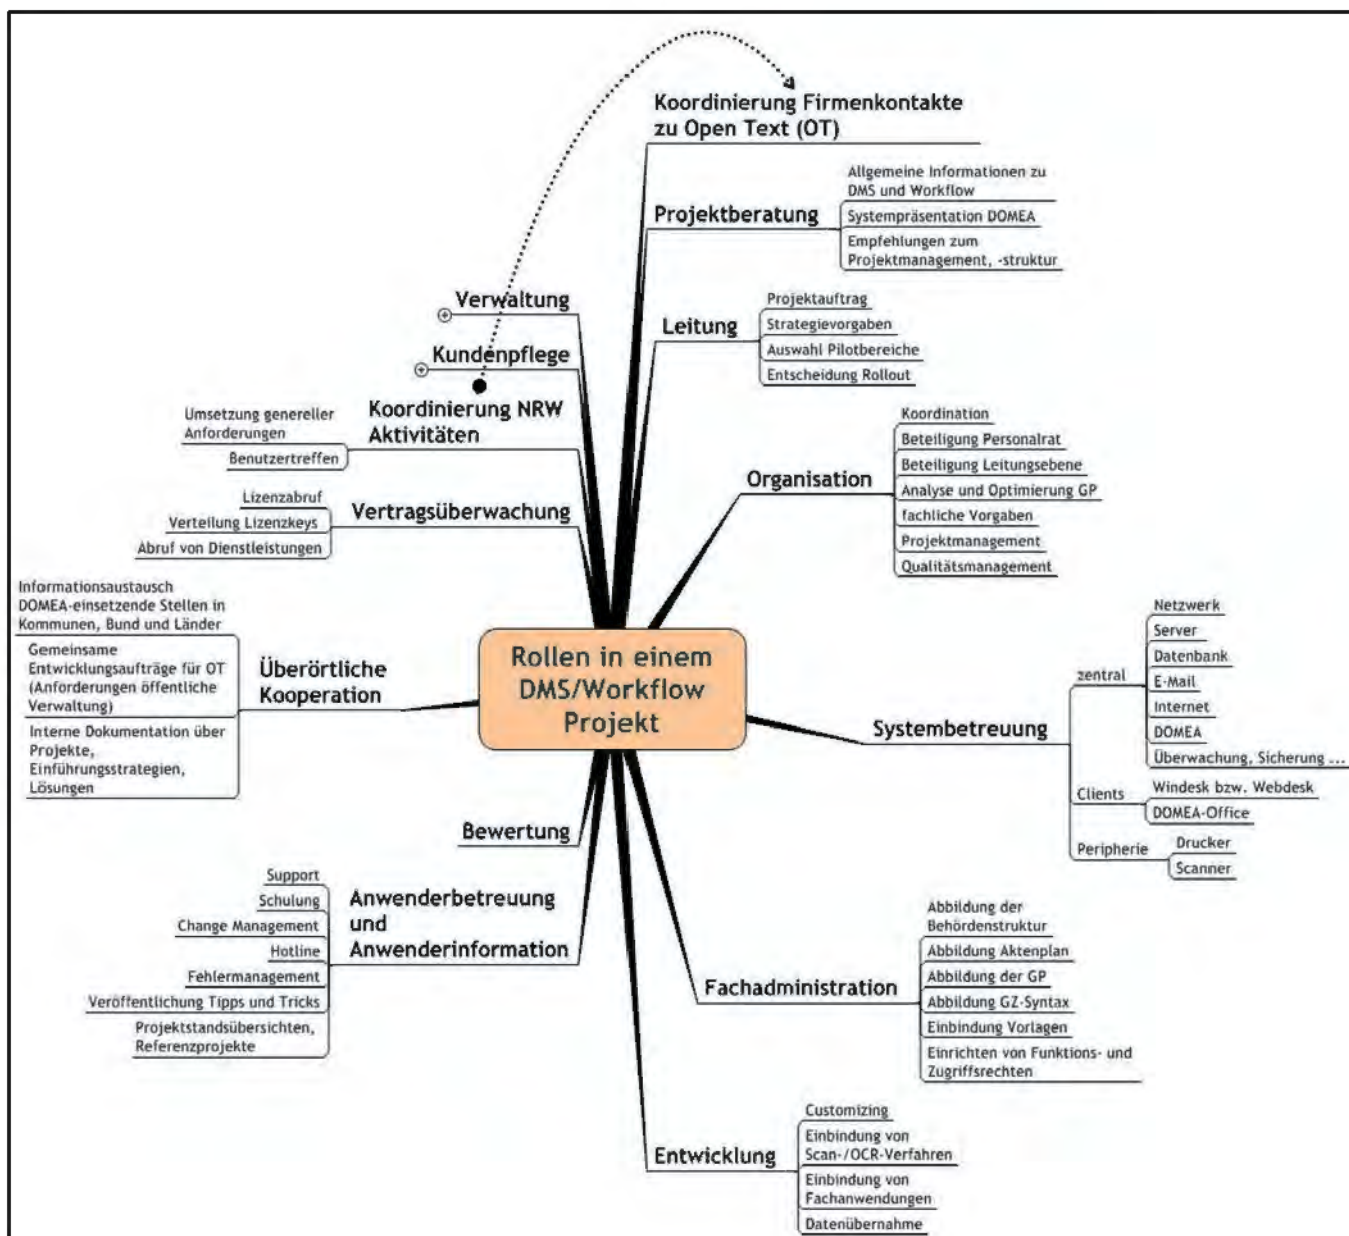 Rollen in einem
DMS/Workflow
Projekt
Koordinierung Firmenkontakte
zu Open Text (OT)
Projektberatung
Allgemeine Informationen zu
DMS und Workflow
Systempräsentation DOMEA
Empfehlungen zum
Projektmanagement, -struktur
Leitung
Projektauftrag
Strategievorgaben
Auswahl Pilotbereiche
Entscheidung Rollout
Organisation
Koordination
Beteiligung Personalrat
Beteiligung Leitungsebene
Analyse und Optimierung GP
fachliche Vorgaben
Projektmanagement
Qualitätsmanagement
Systembetreuung
zentral
Netzwerk
Server
Datenbank
E-Mail
Internet
DOMEA
Überwachung, Sicherung ...
Clients
Windesk bzw. Webdesk
DOMEA-Office
Peripherie
Drucker
Scanner
Fachadministration
Abbildung der
Behördenstruktur
Abbildung Aktenplan
Abbildung der GP
Abbildung GZ-Syntax
Einbindung Vorlagen
Einrichten von Funktions- und
Zugriffsrechten
Entwicklung
Customizing
Einbindung von
Scan-/OCR-Verfahren
Einbindung von
Fachanwendungen
Datenübernahme
Verwaltung
Kundenpflege
Koordinierung NRW
Aktivitäten
Umsetzung genereller
Anforderungen
Benutzertreffen
Vertragsüberwachung
Lizenzabruf
Verteilung Lizenzkeys
Abruf von Dienstleistungen
Überörtliche
Kooperation
Informationsaustausch
DOMEA-einsetzende Stellen in
Kommunen, Bund und Länder
Gemeinsame
Entwicklungsaufträge für OT
(Anforderungen öffentliche
Verwaltung)
Interne Dokumentation über
Projekte,
Einführungsstrategien,
Lösungen
Bewertung
Anwenderbetreuung
und
Anwenderinformation
Support
Schulung
Change Management
Hotline
Fehlermanagement
Veröffentlichung Tipps und Tricks
Projektstandsübersichten,
Referenzprojekte